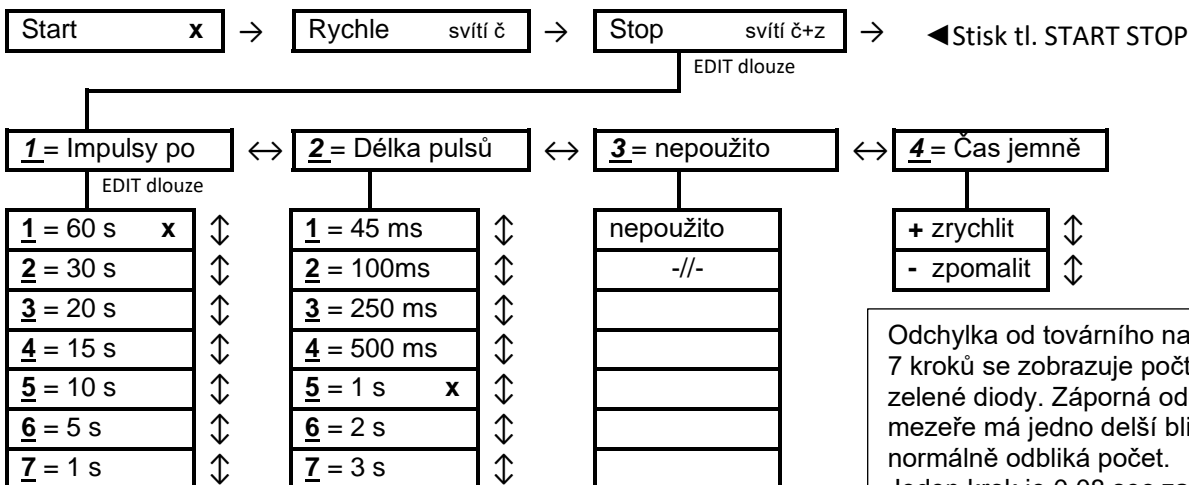 Start x → Rychle svítí č → Stop svítí č+z → ◄Stisk tl. START STOP
EDIT dlouze
1 = Impulsy po ↔ 2 = Délka pulsů ↔ 3 = nepoužito ↔ 4 = Čas jemně
EDIT dlouze
1 = 60 s x ↕ 1 = 45 ms ↕ nepoužito + zrychlit ↕
2 = 30 s ↕ 2 = 100ms ↕ -//- - zpomalit ↕
3 = 20 s ↕ 3 = 250 ms ↕
4 = 15 s ↕ 4 = 500 ms ↕
5 = 10 s ↕ 5 = 1 s x ↕
6 = 5 s ↕ 6 = 2 s ↕
7 = 1 s ↕ 7 = 3 s ↕
Odchylka od továrního na
7 kroků se zobrazuje počt
zelené diody. Záporná od
mezeře má jedno delší bli
normálně odbliká počet.